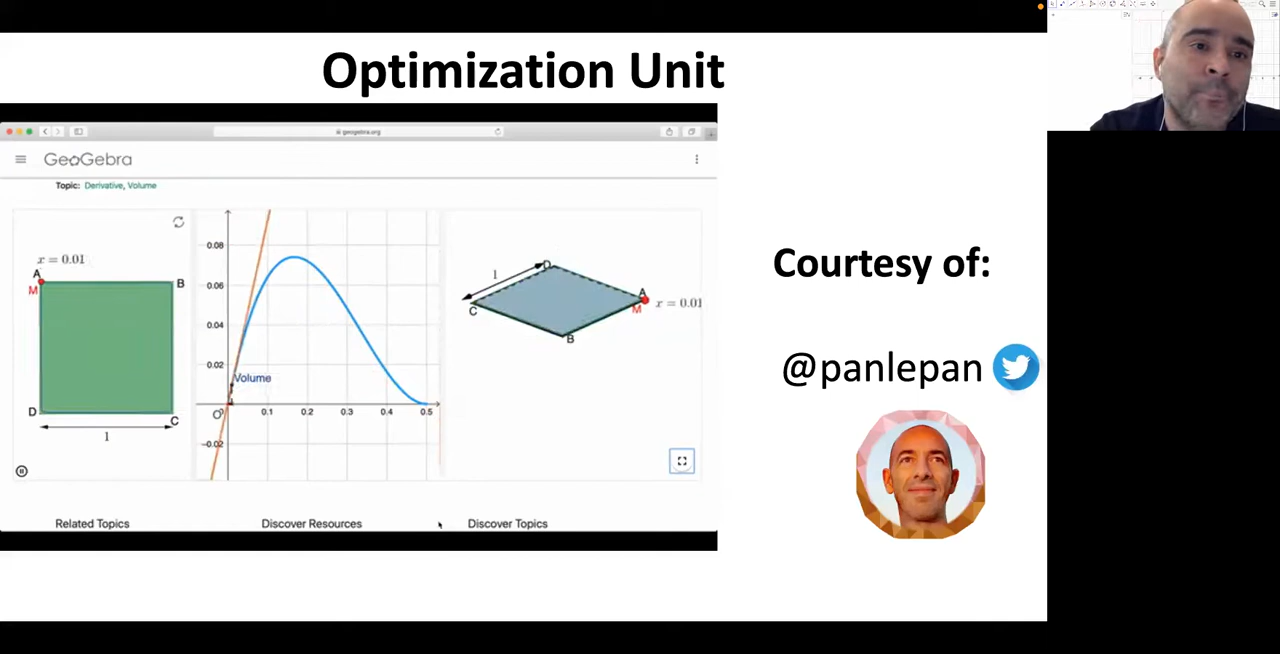 Optimization Unit
geogebra.org
GeoGebra
Topic: Derivative, Volume
x = 0.01
A
M
B
D
C
1
0.08
0.06
0.04
0.02
Volume
O
0.1
0.2
0.3
0.4
0.5
−0.02
1
D
A
x = 0.01
M
C
B
Related Topics
Discover Resources
Discover Topics
Courtesy of:
@panlepan